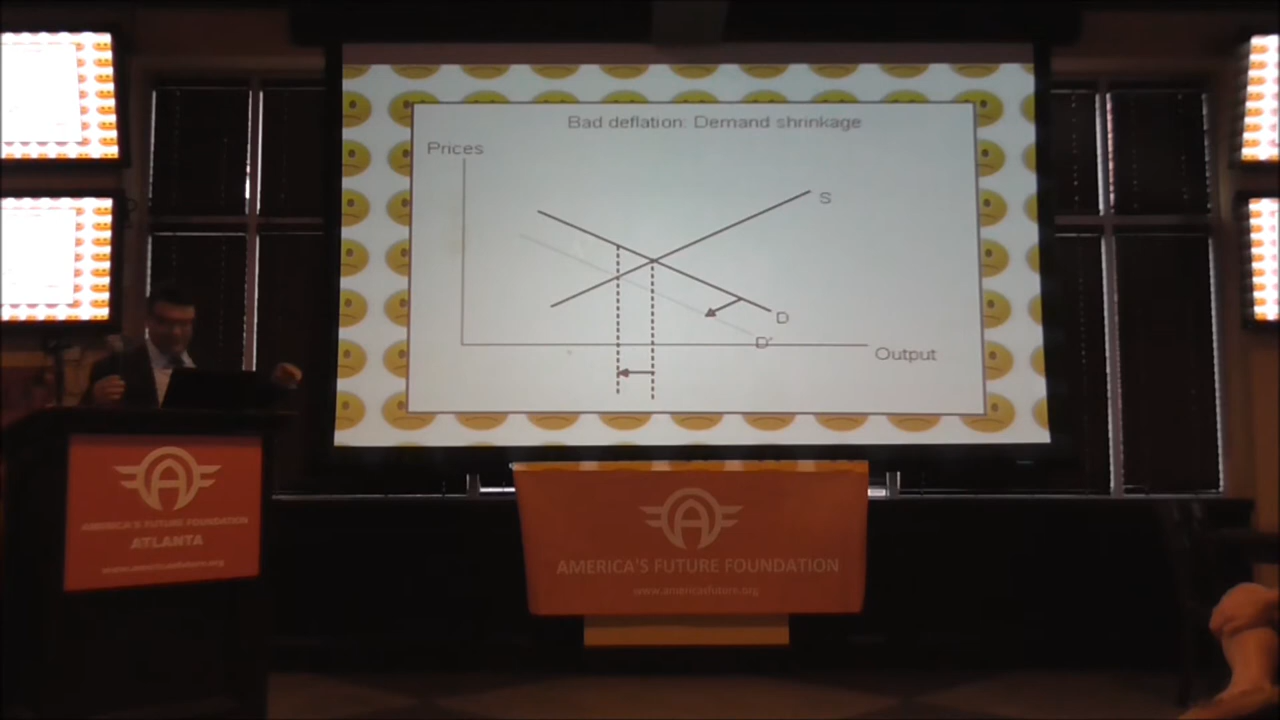 Bad deflation: Demand shrinkage
Prices
S
D
D'
Output
AMERICA'S FUTURE FOUNDATION
ATLANTA
www.americasfuture.org
AMERICA'S FUTURE FOUNDATION
www.americasfuture.org